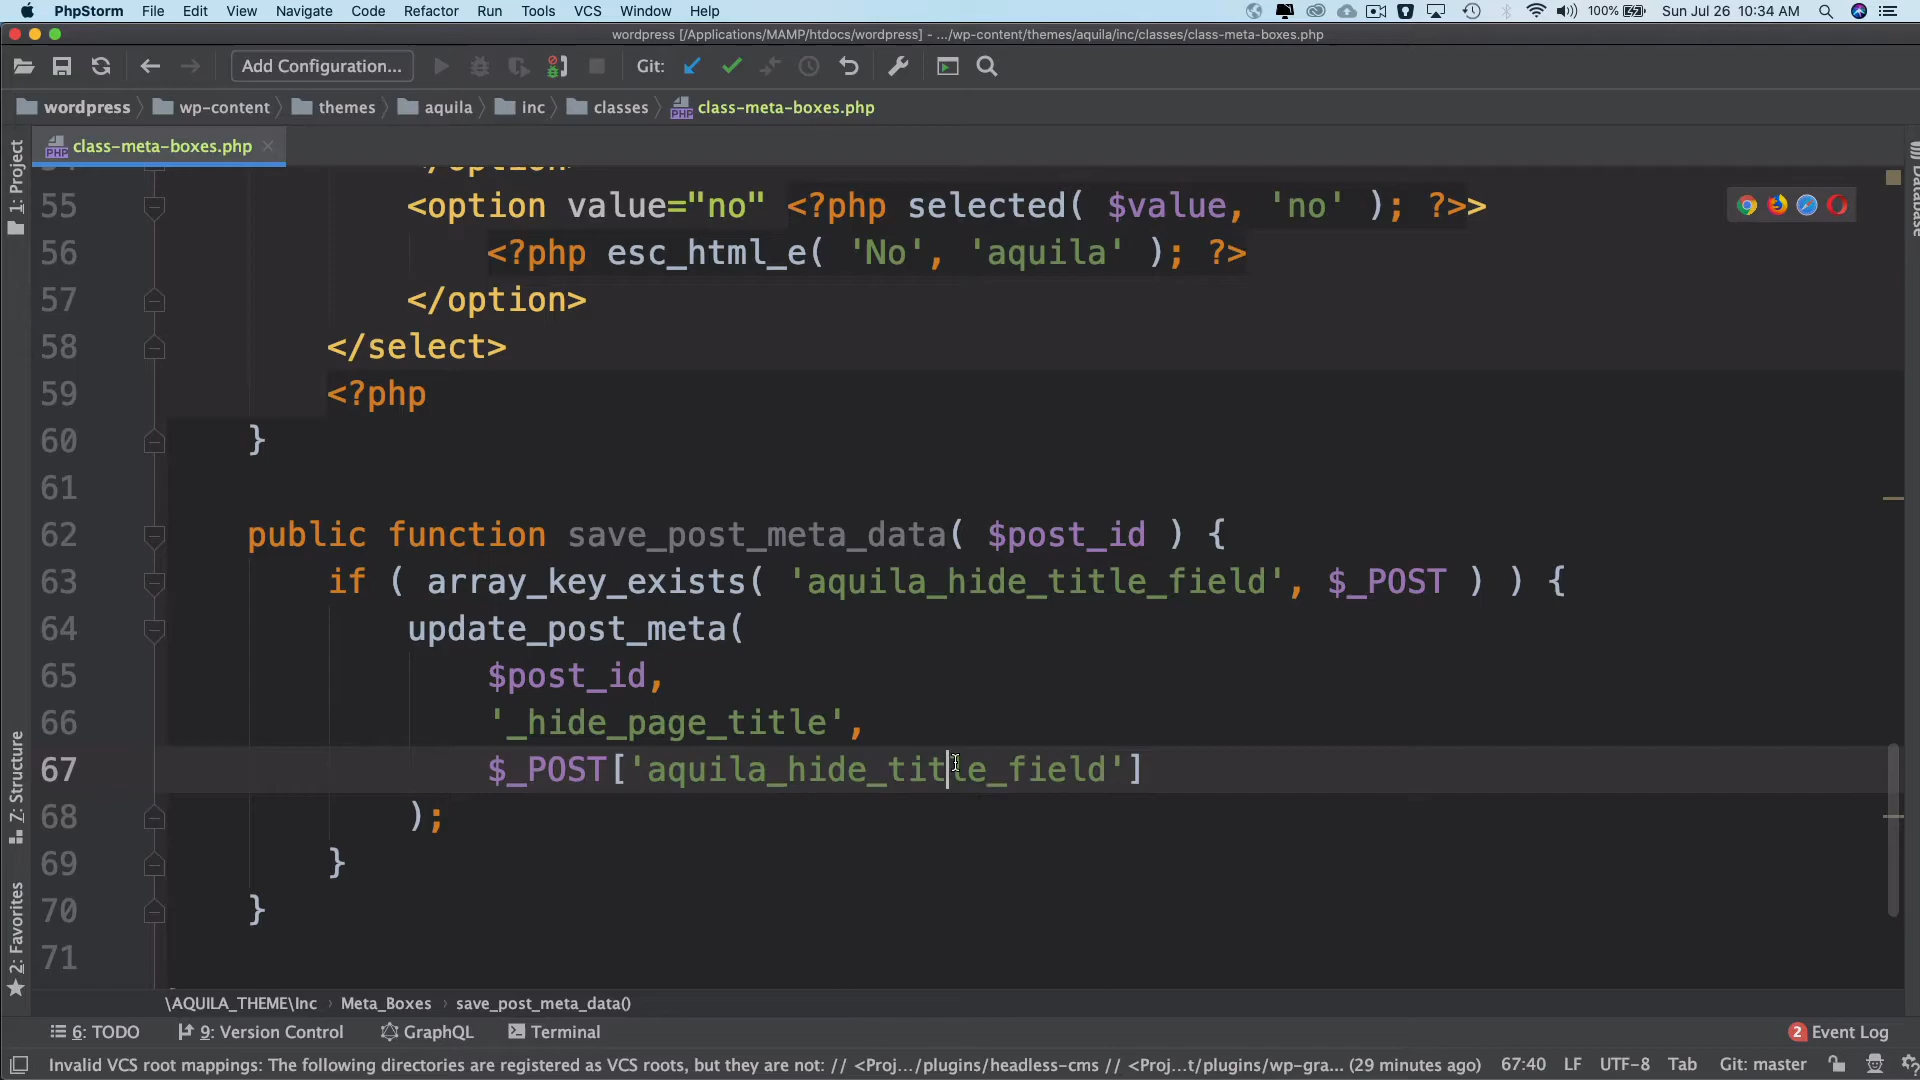 PhpStorm File Edit View Navigate Code Refactor Run Tools VCS Window Help 100% Sun Jul 26 10:34 AM
wordpress [/Applications/MAMP/htdocs/wordpress] - .../wp-content/themes/aquila/inc/classes/class-meta-boxes.php
Add Configuration... Git:
wordpress wp-content themes aquila inc classes class-meta-boxes.php
class-meta-boxes.php
1: Project
Database
55 <option value="no" <?php selected( $value, 'no' ); ?>>
56 <?php esc_html_e( 'No', 'aquila' ); ?>
57 </option>
58 </select>
59 <?php
60 }
61
62 public function save_post_meta_data( $post_id ) {
63 if ( array_key_exists( 'aquila_hide_title_field', $_POST ) ) {
64 update_post_meta(
65 $post_id,
66 '_hide_page_title',
67 $_POST['aquila_hide_title_field']
68 );
69 }
70 }
71
Z: Structure
2: Favorites
\AQUILA_THEME\Inc › Meta_Boxes › save_post_meta_data()
6: TODO 9: Version Control GraphQL Terminal 2 Event Log
Invalid VCS root mappings: The following directories are registered as VCS roots, but they are not: // <Proj.../plugins/headless-cms // <Proj...t/plugins/wp-gra... (29 minutes ago) 67:40 LF UTF-8 Tab Git: master